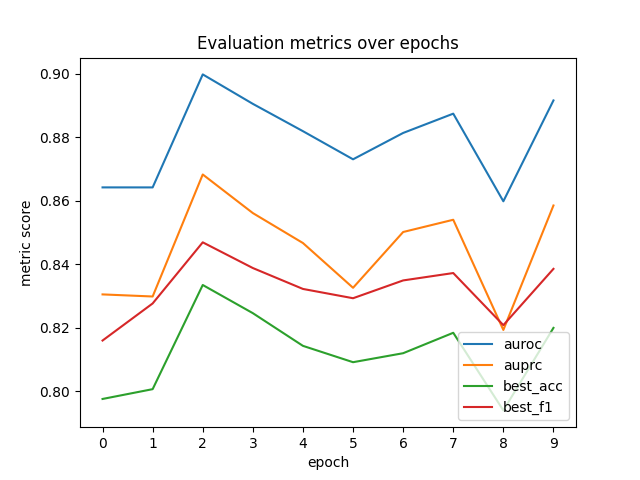 Evaluation metrics over epochs
metric score
0.90
0.88
0.86
0.84
0.82
0.80
0 1 2 3 4 5 6 7 8 9
epoch
auroc
auprc
best_acc
best_f1